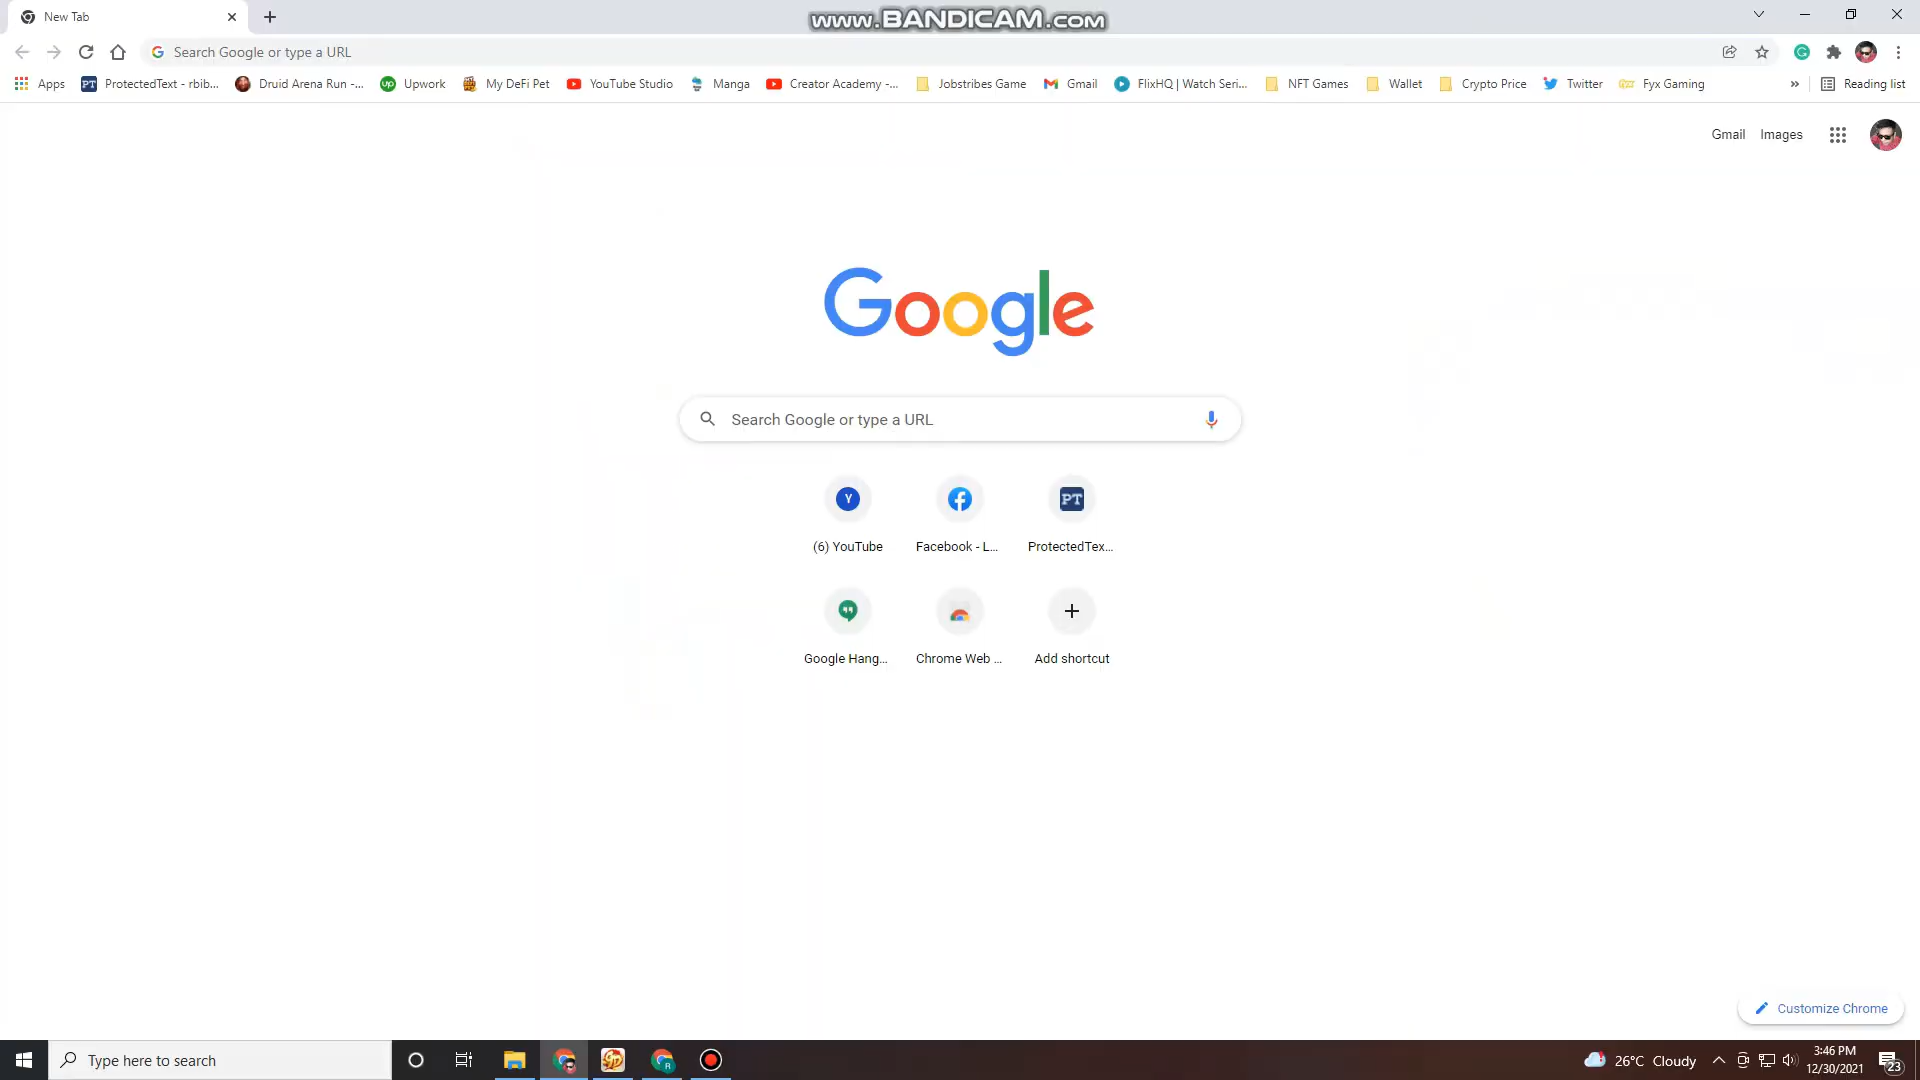 New Tab
www.BANDICAM.com
Search Google or type a URL
Apps
PT
ProtectedText - rbib...
Druid Arena Run -...
up
Upwork
My DeFi Pet
YouTube Studio
Manga
Creator Academy -...
Jobstribes Game
Gmail
FlixHQ | Watch Seri...
NFT Games
Wallet
Crypto Price
Twitter
Fyx Gaming
»
Reading list
Gmail
Images
Google
Search Google or type a URL
Y
PT
(6) YouTube
Facebook - L...
ProtectedTex...
Google Hang...
Chrome Web ...
Add shortcut
Customize Chrome
Type here to search
R
26°C Cloudy
3:46 PM
12/30/2021
23